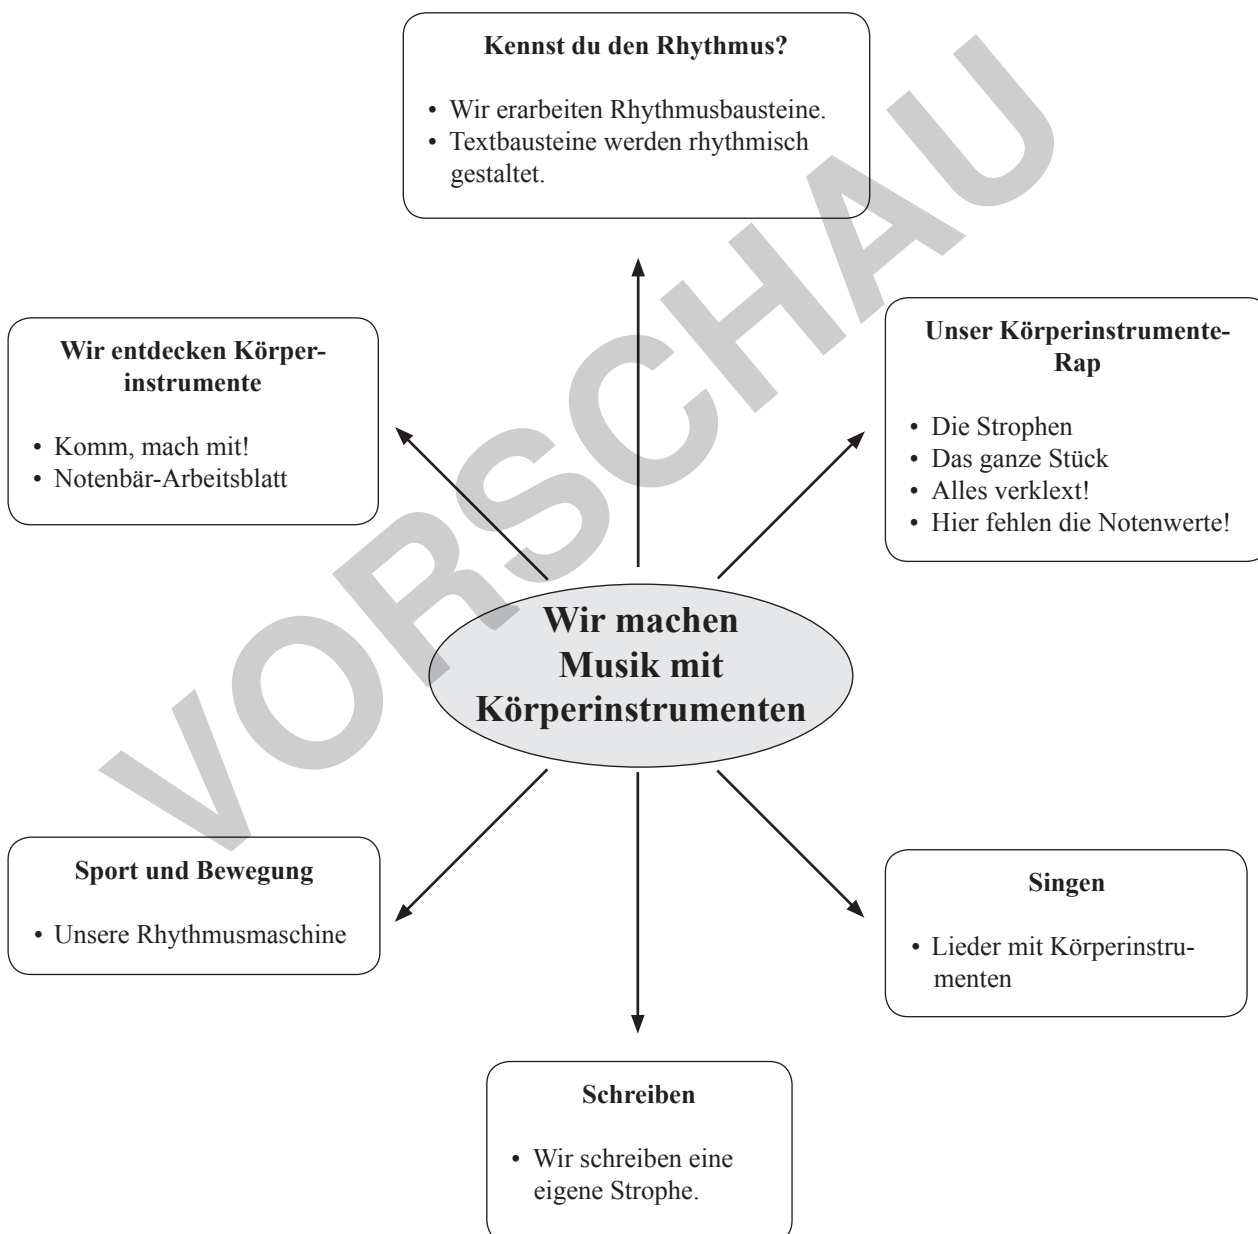 Kennst du den Rhythmus?
• Wir erarbeiten Rhythmusbausteine.
• Textbausteine werden rhythmisch
gestaltet.
Wir entdecken Körper-
instrumente
• Komm, mach mit!
• Notenbär-Arbeitsblatt
Unser Körperinstrumente-
Rap
• Die Strophen
• Das ganze Stück
• Alles verklext!
• Hier fehlen die Notenwerte!
Wir machen
Musik mit
Körperinstrumenten
Sport und Bewegung
• Unsere Rhythmusmaschine
Singen
• Lieder mit Körperinstru-
menten
Schreiben
• Wir schreiben eine
eigene Strophe.
VORSCHAU